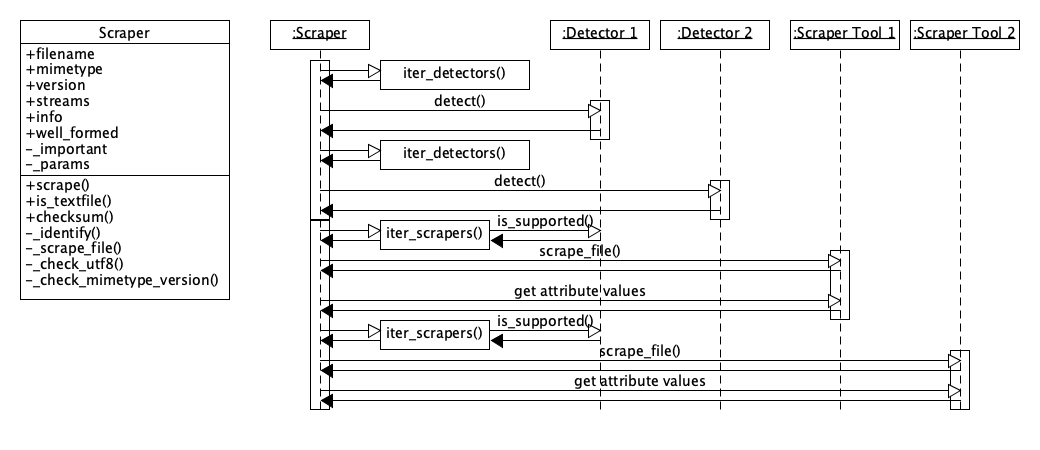 Scraper
+filename
+mimetype
+version
+streams
+info
+well_formed
-_important
-_params
+scrape()
+is_textfile()
+checksum()
-_identify()
-_scrape_file()
-_check_utf8()
-_check_mimetype_version()
:Scraper
:Detector 1
:Detector 2
:Scraper Tool 1
:Scraper Tool 2
iter_detectors()
detect()
iter_detectors()
detect()
iter_scrapers()
is_supported()
scrape_file()
get attribute values
iter_scrapers()
is_supported()
scrape_file()
get attribute values